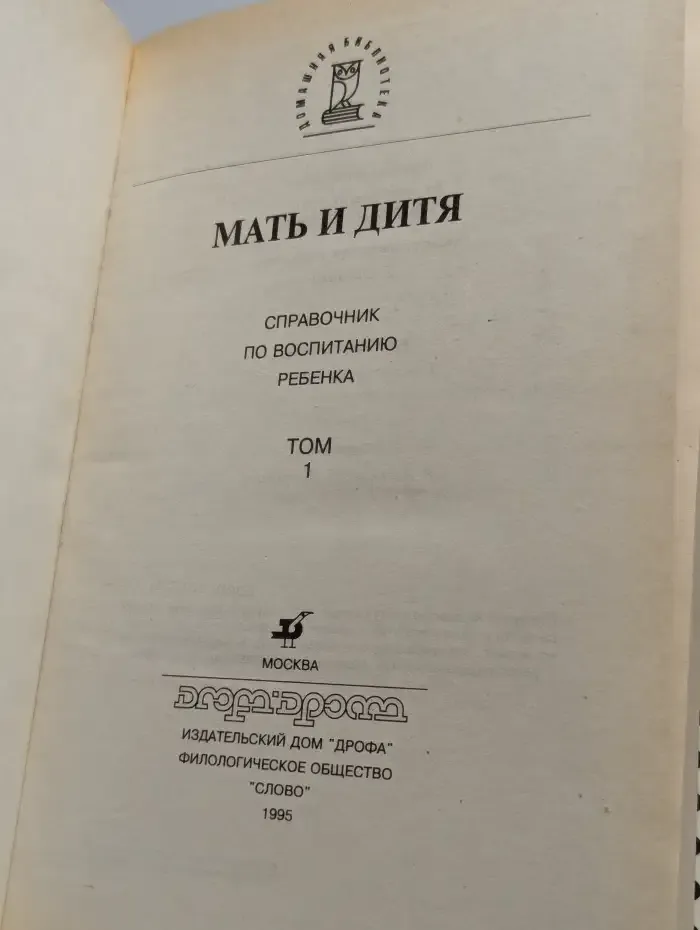 ДОМАШНЯЯ БИБЛИОТЕКА
МАТЬ И ДИТЯ
СПРАВОЧНИК
ПО ВОСПИТАНИЮ
РЕБЕНКА
ТОМ
1
МОСКВА
дрофа·дрофа
ИЗДАТЕЛЬСКИЙ ДОМ "ДРОФА"
ФИЛОЛОГИЧЕСКОЕ ОБЩЕСТВО
"СЛОВО"
1995